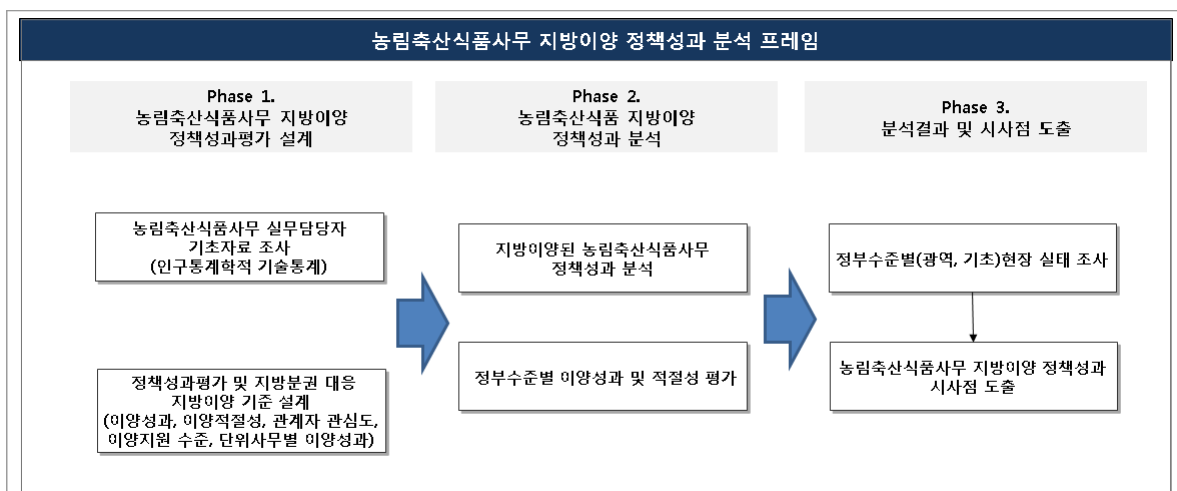 농림축산식품사무 지방이양 정책성과 분석 프레임
Phase 1.
농림축산식품사무 지방이양
정책성과평가 설계
Phase 2.
농림축산식품 지방이양
정책성과 분석
Phase 3.
분석결과 및 시사점 도출
농림축산식품사무 실무담당자
기초자료 조사
(인구통계학적 기술통계)
정책성과평가 및 지방분권 대응
지방이양 기준 설계
(이양성과, 이양적절성, 관계자 관심도,
이양지원 수준, 단위사무별 이양성과)
지방이양된 농림축산식품사무
정책성과 분석
정부수준별 이양성과 및 적절성 평가
정부수준별(광역, 기초)현장 실태 조사
농림축산식품사무 지방이양 정책성과
시사점 도출